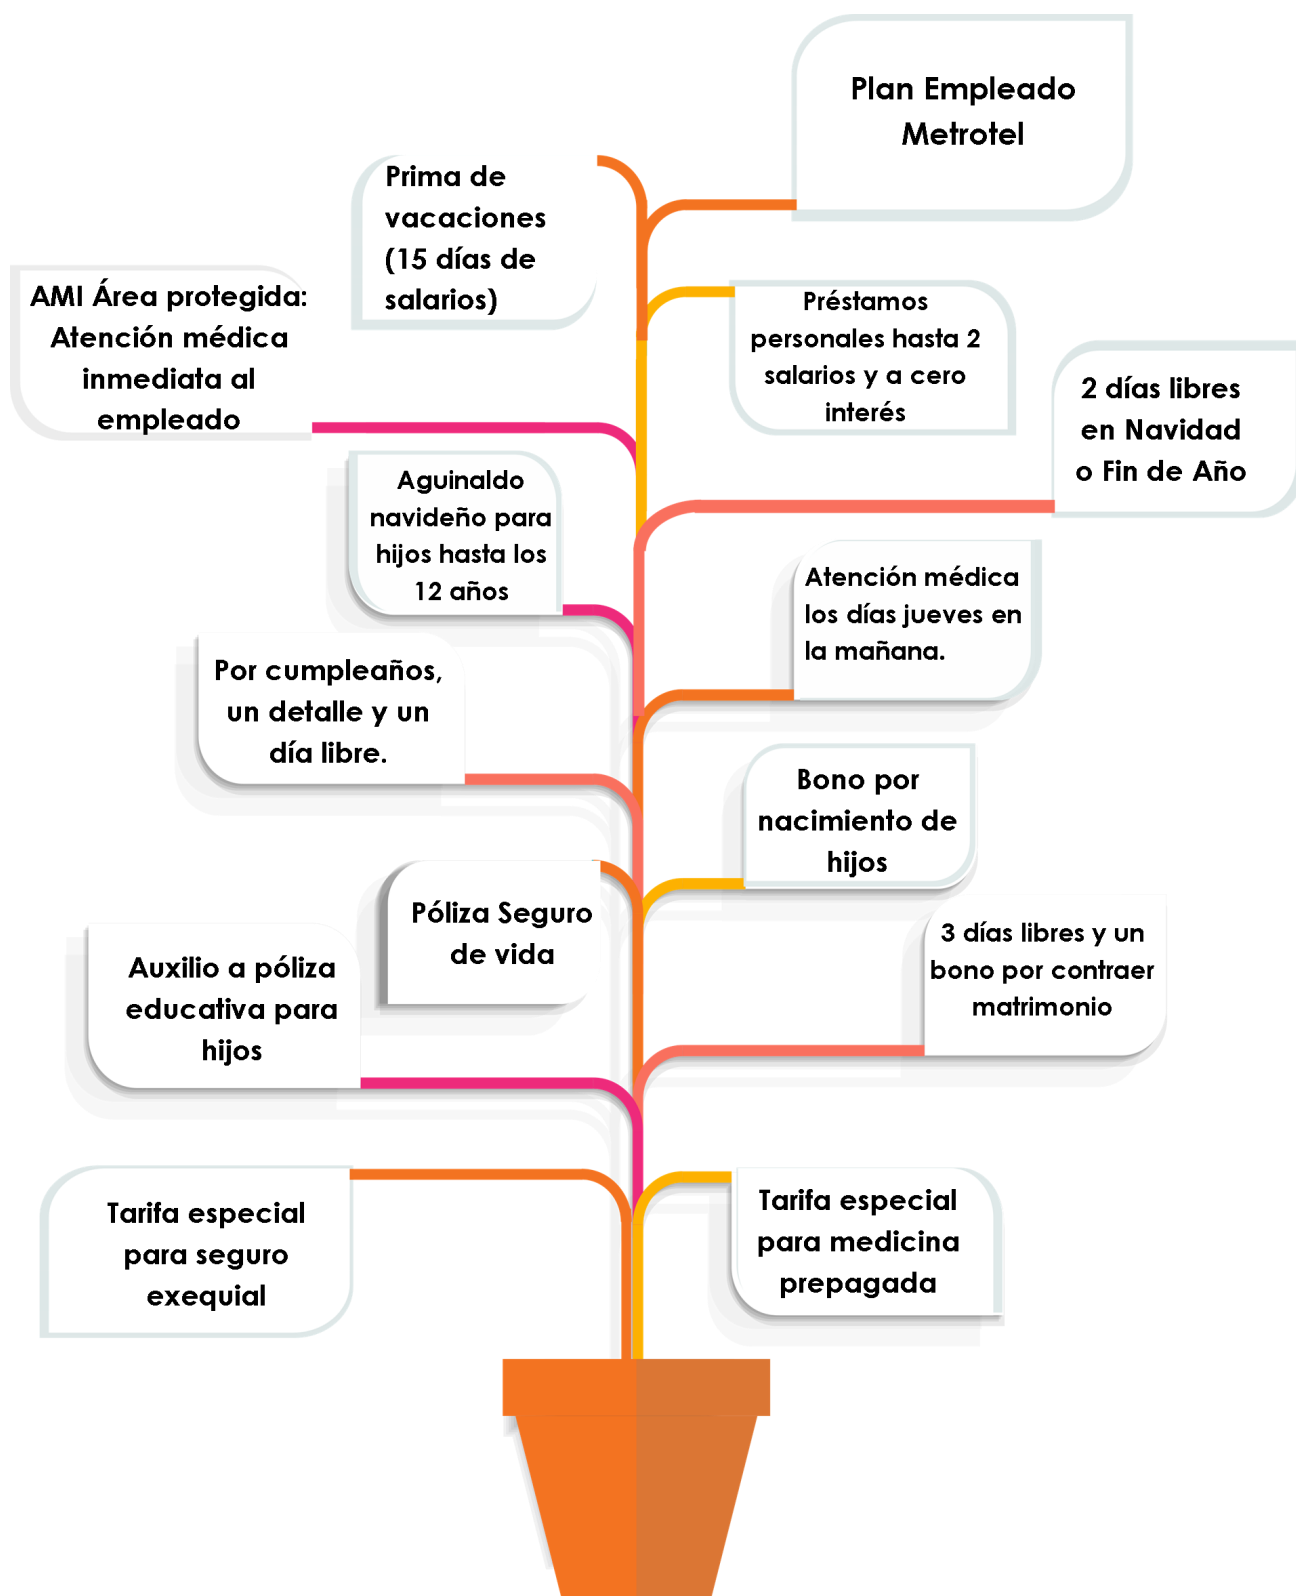 Plan Empleado
Metrotel
Prima de
vacaciones
(15 días de
salarios)
AMI Área protegida:
Atención médica
inmediata al
empleado
Préstamos
personales hasta 2
salarios y a cero
interés
2 días libres
en Navidad
o Fin de Año
Aguinaldo
navideño para
hijos hasta los
12 años
Atención médica
los días jueves en
la mañana.
Por cumpleaños,
un detalle y un
día libre.
Bono por
nacimiento de
hijos
Póliza Seguro
de vida
3 días libres y un
bono por contraer
matrimonio
Auxilio a póliza
educativa para
hijos
Tarifa especial
para seguro
exequial
Tarifa especial
para medicina
prepagada